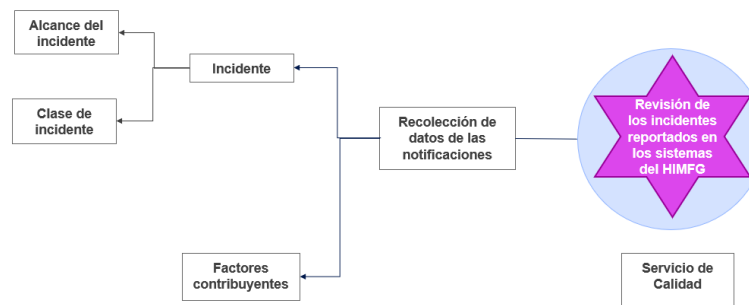 Alcance del
incidente
Incidente
Clase de
incidente
Recolección de
datos de las
notificaciones
Revisión de
los incidentes
reportados en
los sistemas
del HIMFG
Factores
contribuyentes
Servicio de
Calidad